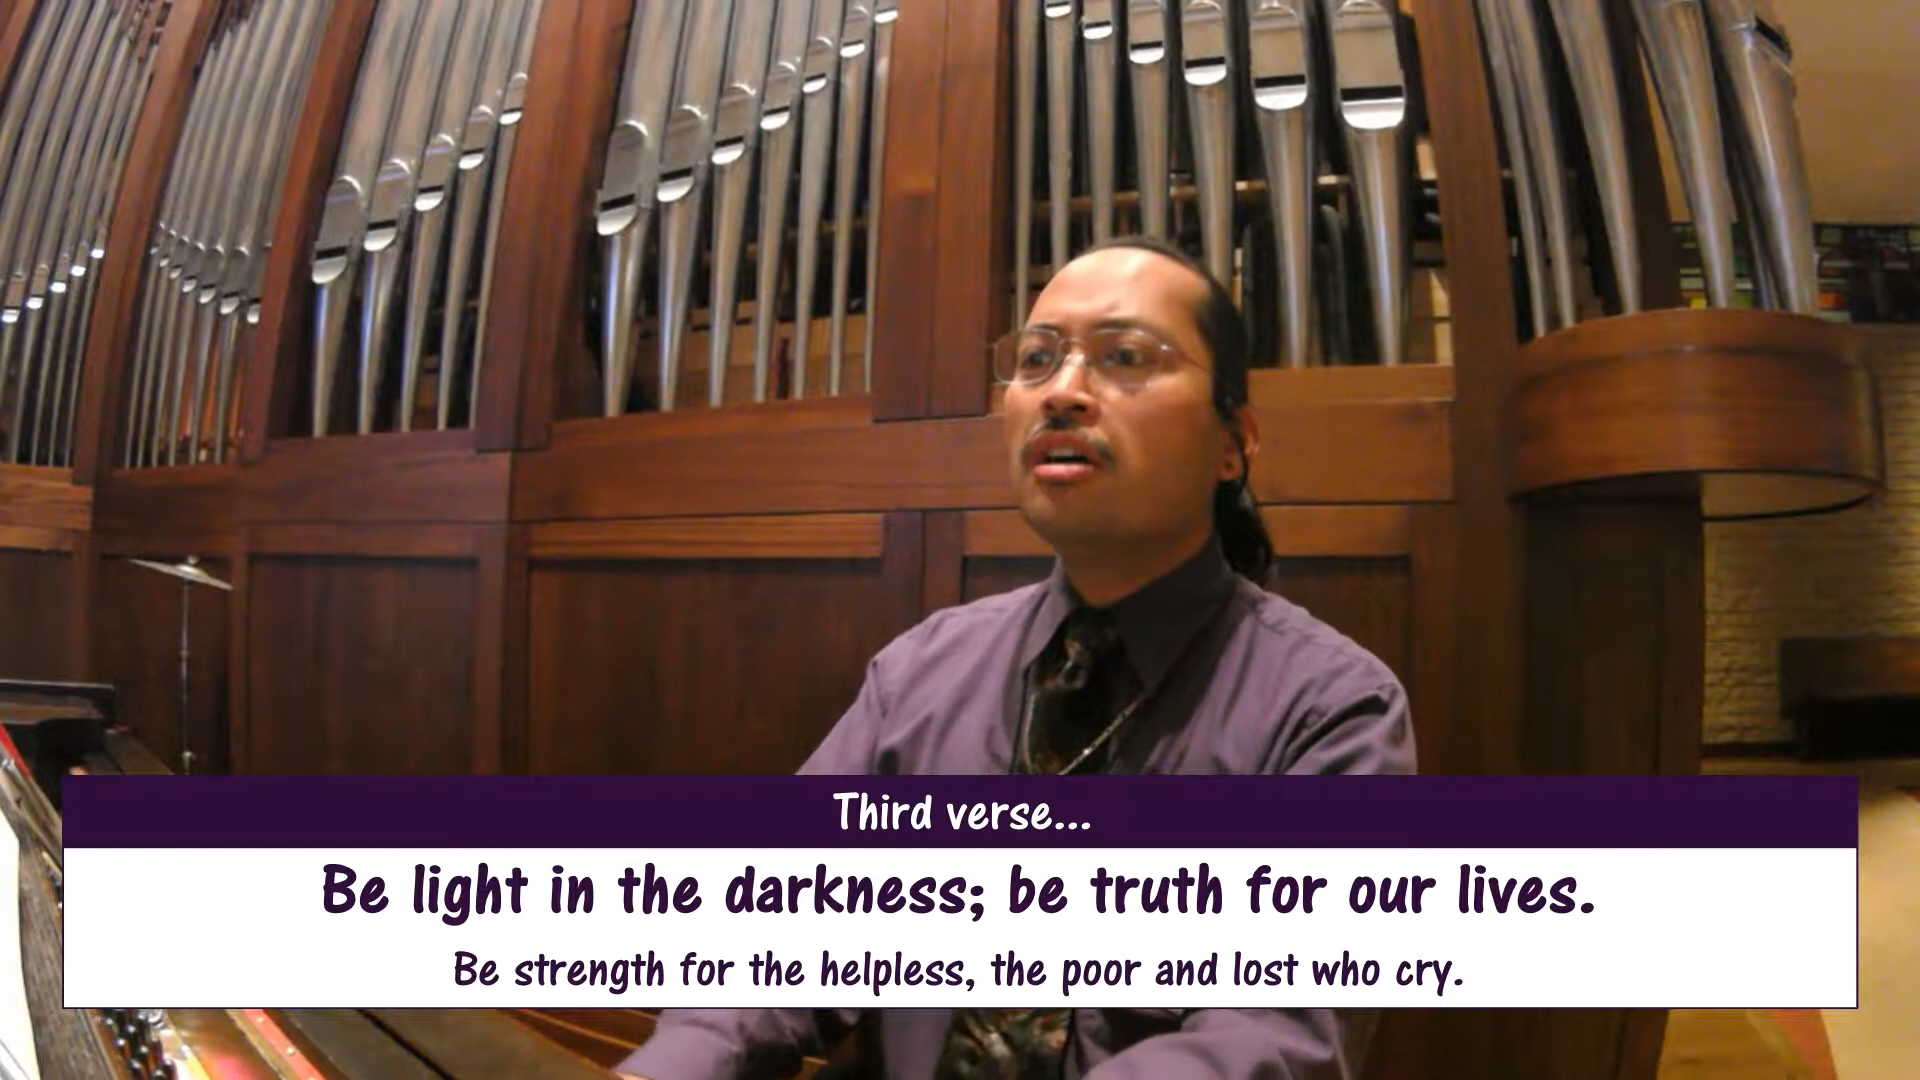 Third verse...
Be light in the darkness; be truth for our lives.
Be strength for the helpless, the poor and lost who cry.